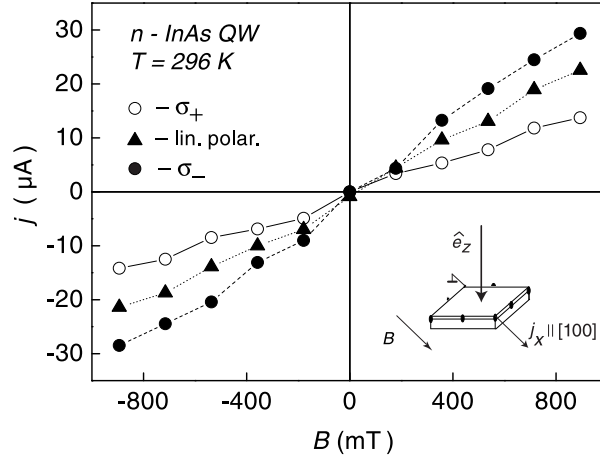 n - InAs QW
T = 296 K
– σ+
– lin. polar.
– σ–
30
20
10
0
-10
-20
-30
j ( μA )
-800
-400
0
400
800
B (mT)
êz
B
jx || [100]